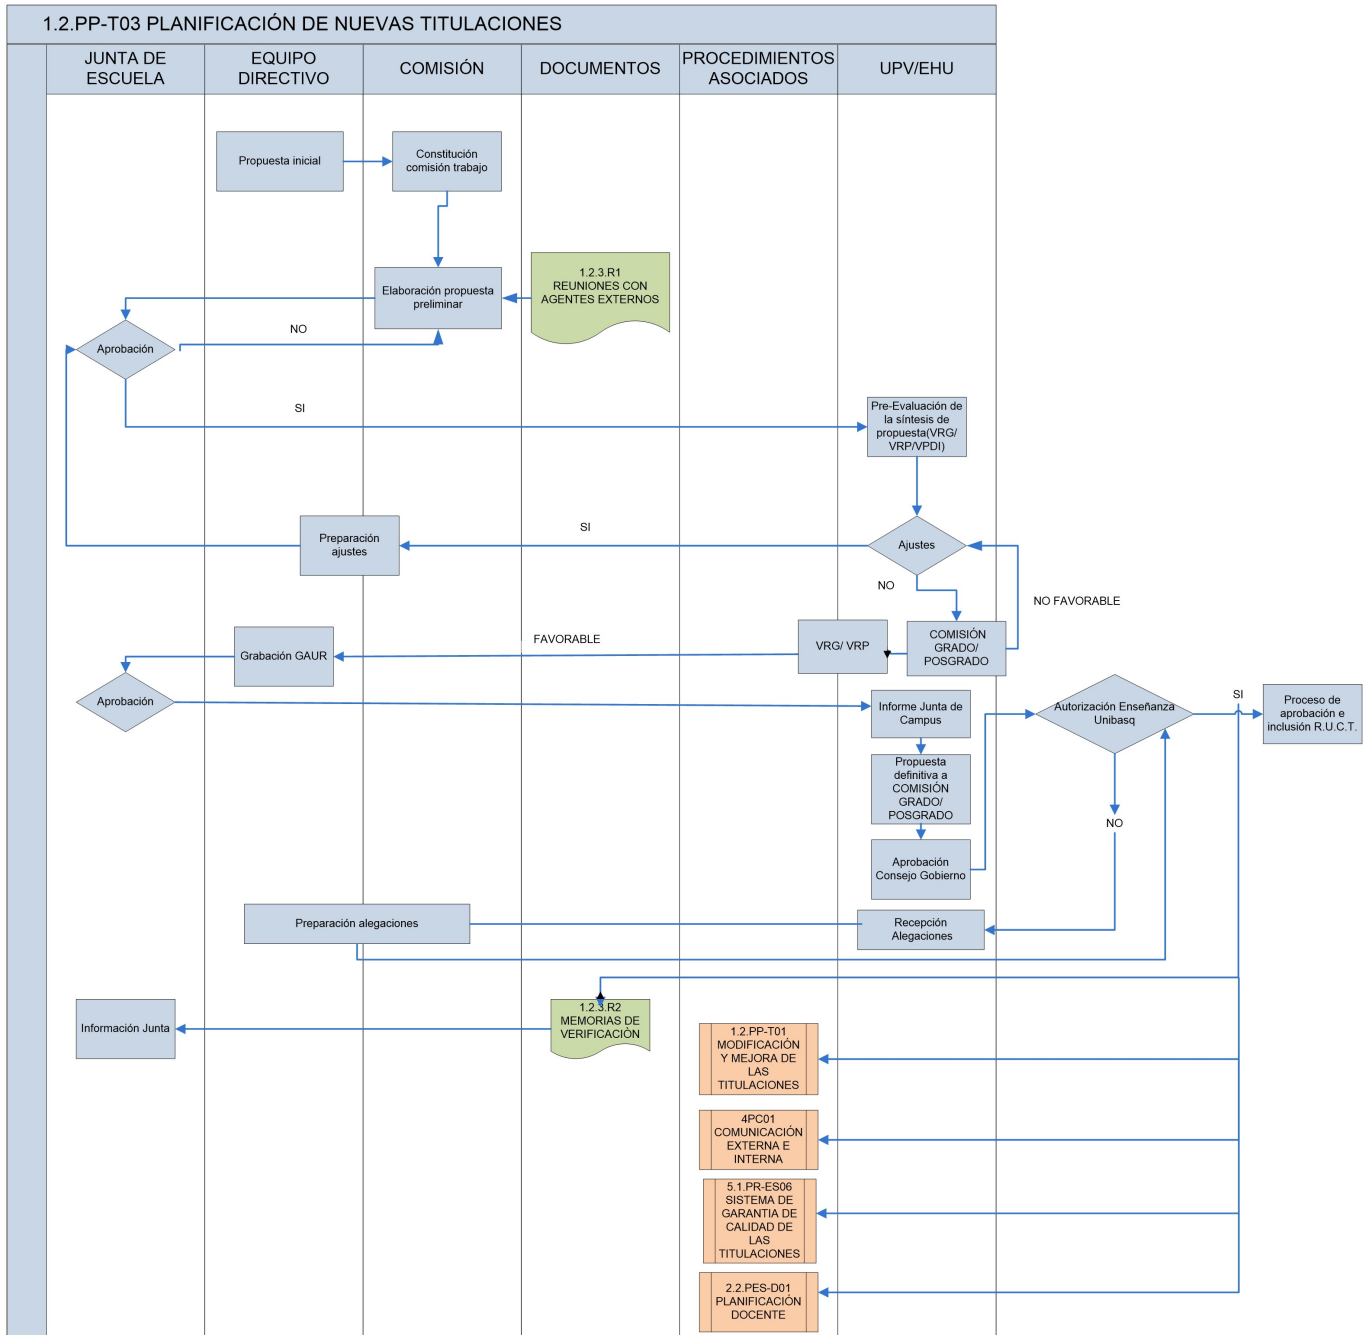 1.2.PP-T03 PLANIFICACIÓN DE NUEVAS TITULACIONES
JUNTA DE
ESCUELA
EQUIPO
DIRECTIVO
COMISIÓN
DOCUMENTOS
PROCEDIMIENTOS
ASOCIADOS
UPV/EHU
Propuesta inicial
Constitución
comisión trabajo
Elaboración propuesta
preliminar
1.2.3.R1
REUNIONES CON
AGENTES EXTERNOS
NO
Aprobación
SI
Pre-Evaluación de
la síntesis de
propuesta(VRG/
VRP/VPDI)
SI
Preparación
ajustes
Ajustes
NO
NO FAVORABLE
FAVORABLE
COMISIÓN
GRADO/
POSGRADO
VRG/ VRP
Grabación GAUR
Aprobación
Informe Junta de
Campus
Autorización Enseñanza
Unibasq
SI
Proceso de
aprobación e
inclusión R.U.C.T.
Propuesta
definitiva a
COMISIÓN
GRADO/
POSGRADO
NO
Aprobación
Consejo Gobierno
Preparación alegaciones
Recepción
Alegaciones
Información Junta
1.2.3.R2
MEMORIAS DE
VERIFICACIÒN
1.2.PP-T01
MODIFICACIÓN
Y MEJORA DE
LAS
TITULACIONES
4PC01
COMUNICACIÓN
EXTERNA E
INTERNA
5.1.PR-ES06
SISTEMA DE
GARANTIA DE
CALIDAD DE
LAS
TITULACIONES
2.2.PES-D01
PLANIFICACIÓN
DOCENTE